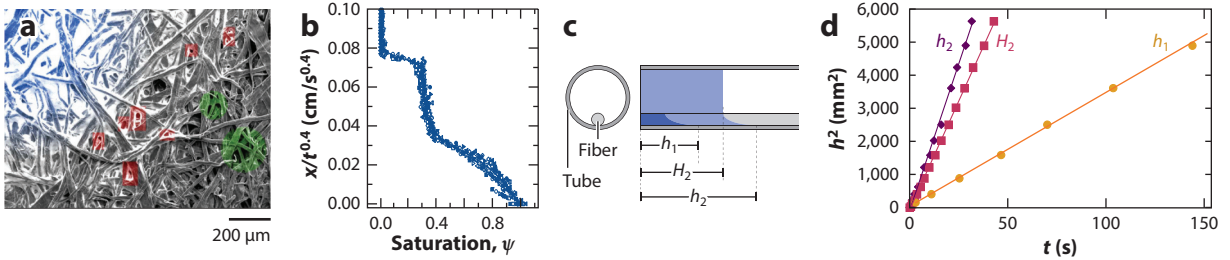 a
200 µm
b
0.10
0.08
0.06
0.04
0.02
0.00
x/t^0.4 (cm/s^0.4)
0.0
0.4
0.8
Saturation, ψ
c
Fiber
Tube
h₁
H₂
h₂
d
6,000
5,000
4,000
3,000
2,000
1,000
0
h² (mm²)
h₂
H₂
h₁
0
50
100
150
t (s)